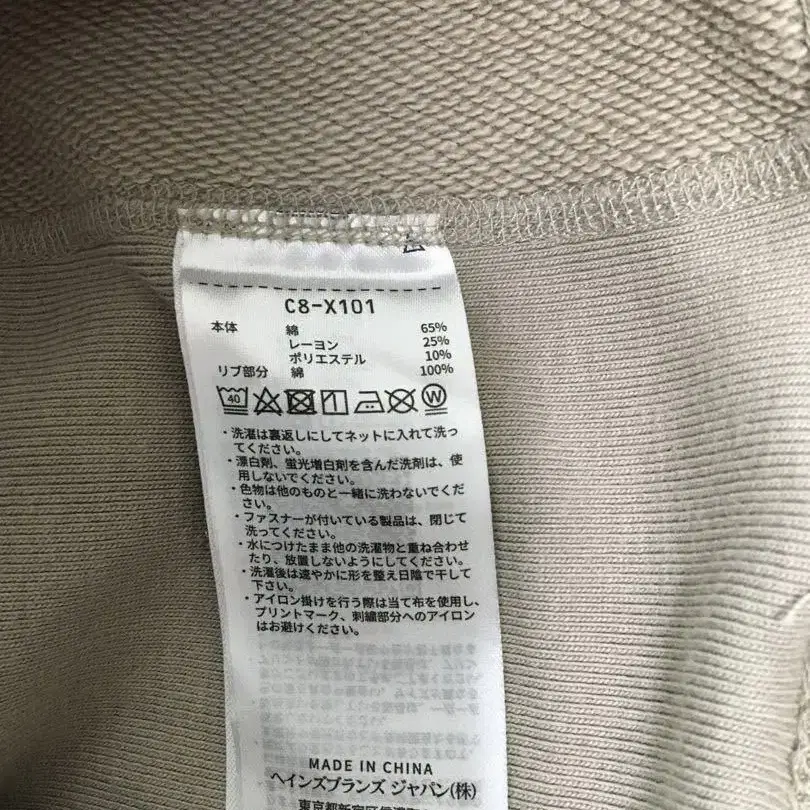 C8-X101
本体 綿 65%
レーヨン 25%
ポリエステル 10%
リブ部分 綿 100%
40 W
・洗濯は裏返しにしてネットに入れて洗っ
てください。
・漂白剤、蛍光増白剤を含んだ洗剤は、使
用しないでください。
・色物は他のものと一緒に洗わないでくだ
さい。
・ファスナーが付いている製品は、閉じて
洗ってください。
・水につけたまま他の洗濯物と重ね合わせ
たり、放置しないようにしてください。
・洗濯後は速やかに形を整え日陰で干して
下さい。
・アイロン掛けを行う際は当て布を使用し、
プリントマーク、刺繍部分へのアイロン
はお避けください。
MADE IN CHINA
ヘインズブランズ ジャパン(株)
東京都新宿区信濃町